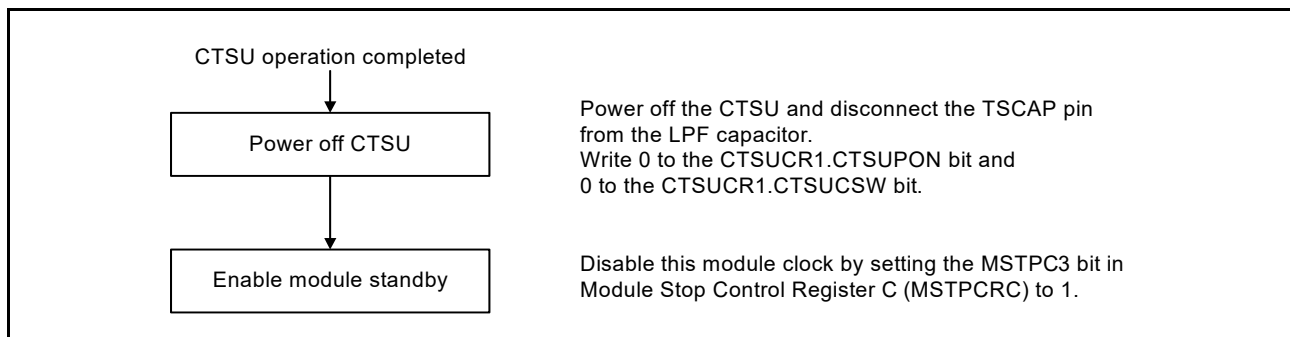 CTSU operation completed
Power off CTSU
Power off the CTSU and disconnect the TSCAP pin
from the LPF capacitor.
Write 0 to the CTSUCR1.CTSUPON bit and
0 to the CTSUCR1.CTSUCSW bit.
Enable module standby
Disable this module clock by setting the MSTPC3 bit in
Module Stop Control Register C (MSTPCRC) to 1.